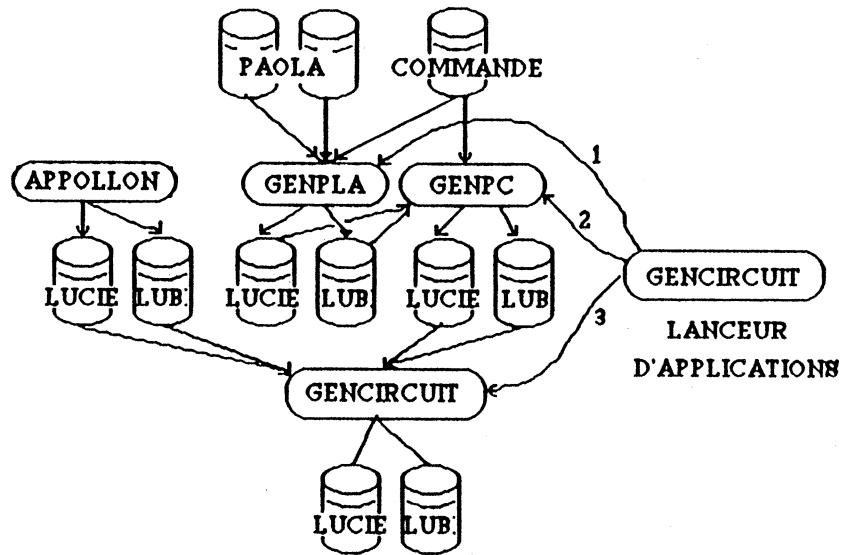 PAOLA
COMMANDE
1
APPOLLON
GENPLA
GENPC
2
GENCIRCUIT
LUCIE
LUB.
LUCIE
LUB.
LUCIE
LUB
3
LANCEUR
D'APPLICATIONS
GENCIRCUIT
LUCIE
LUB.